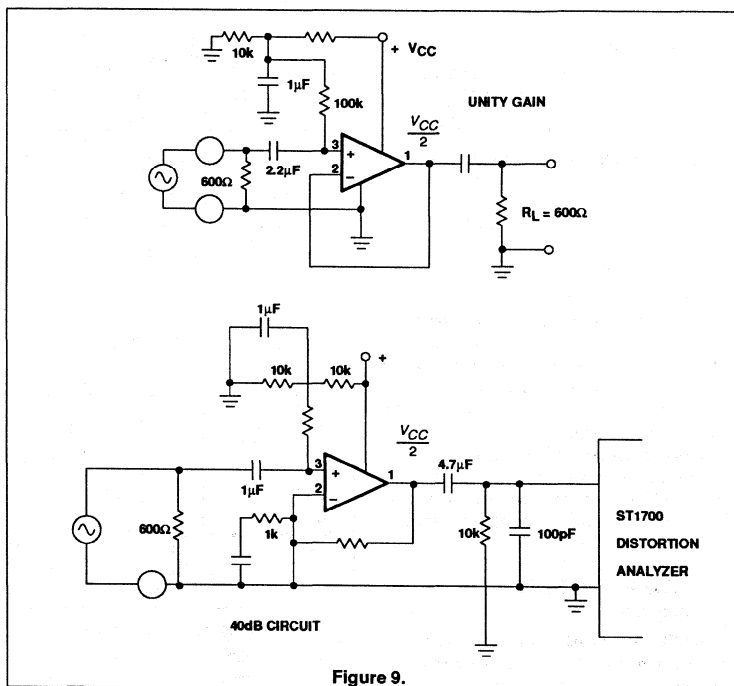 10k
+ VCC
1µF
100k
UNITY GAIN
VCC
2
3
+
1
2.2µF
2
−
600Ω
RL = 600Ω
1µF
+
10k
10k
VCC
2
3
+
1
4.7µF
1µF
2
−
600Ω
1k
10k
100pF
ST1700
DISTORTION
ANALYZER
40dB CIRCUIT
Figure 9.